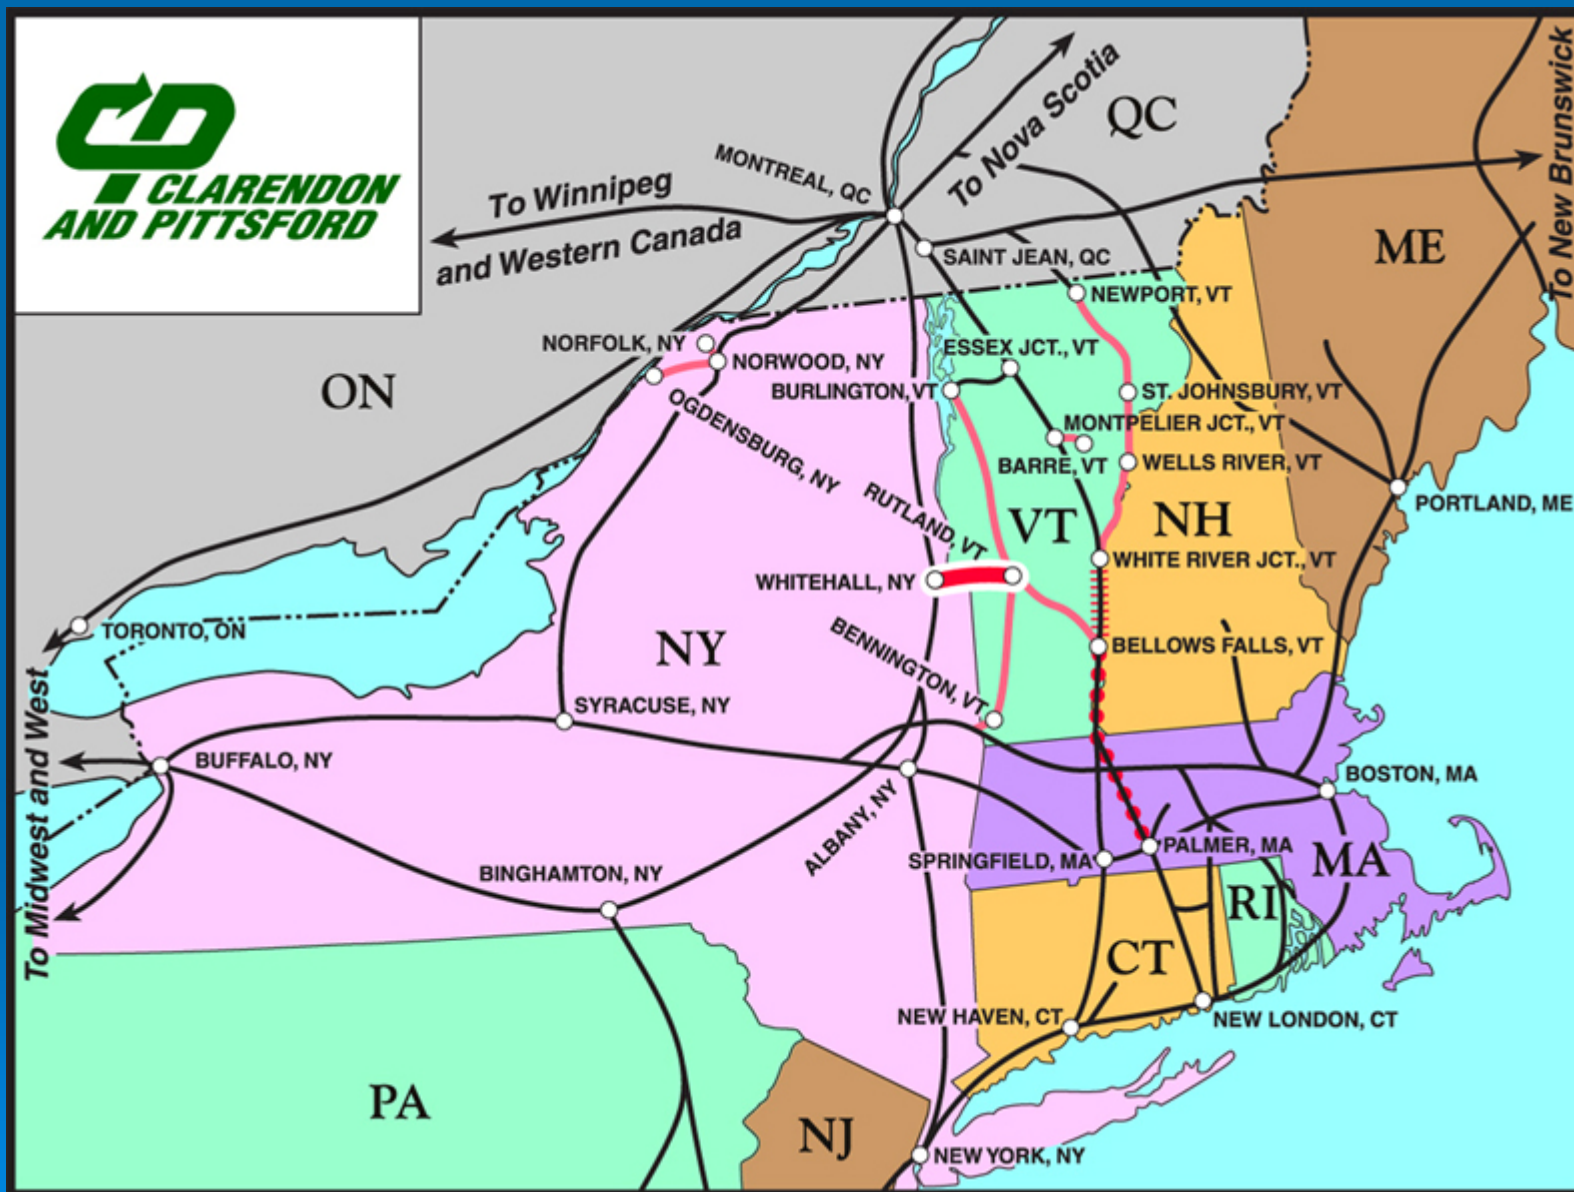 CP
CLARENDON
AND PITTSFORD
QC
To Nova Scotia
To New Brunswick
MONTREAL, QC
To Winnipeg
and Western Canada
SAINT JEAN, QC
ME
NEWPORT, VT
NORFOLK, NY
NORWOOD, NY
ESSEX JCT., VT
ON
BURLINGTON, VT
ST. JOHNSBURY, VT
OGDENSBURG, NY
MONTPELIER JCT., VT
BARRE, VT
WELLS RIVER, VT
PORTLAND, ME
RUTLAND, VT
VT
NH
WHITE RIVER JCT., VT
WHITEHALL, NY
TORONTO, ON
NY
BENNINGTON, VT
BELLOWS FALLS, VT
To Midwest and West
SYRACUSE, NY
BUFFALO, NY
BOSTON, MA
ALBANY, NY
PALMER, MA
SPRINGFIELD, MA
MA
BINGHAMTON, NY
RI
CT
NEW HAVEN, CT
NEW LONDON, CT
PA
NJ
NEW YORK, NY